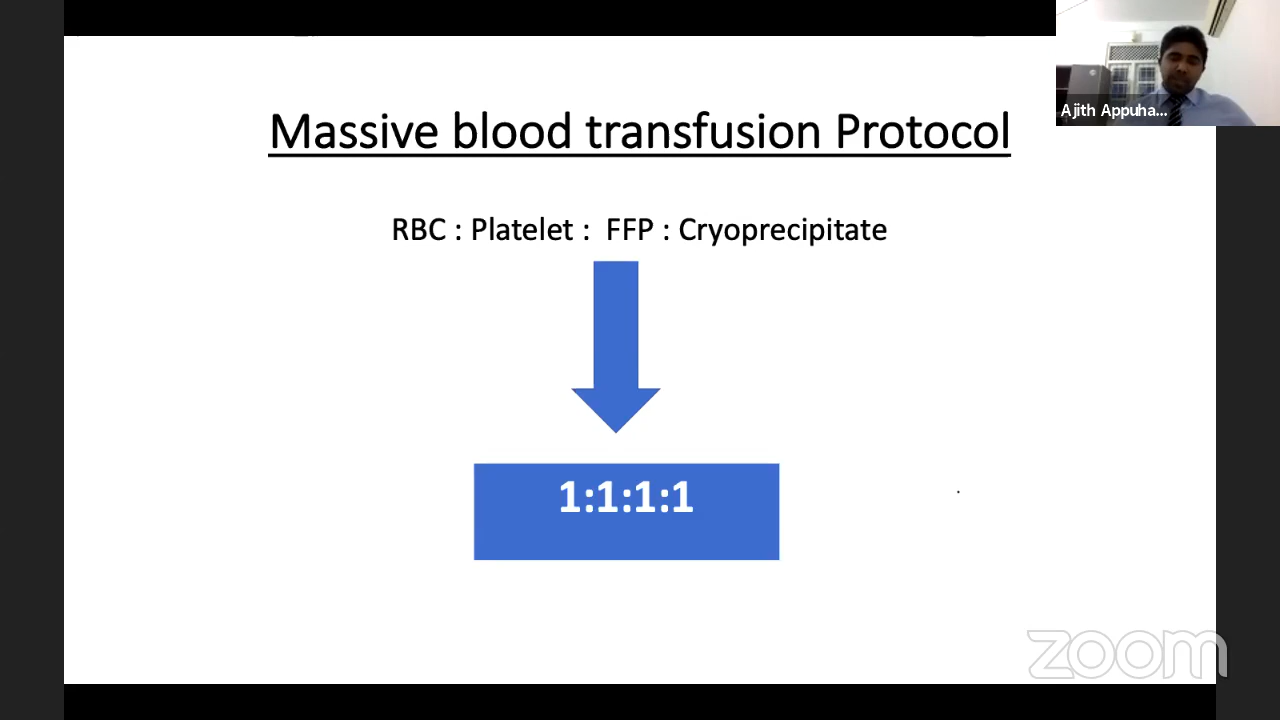 Massive blood transfusion Protocol
Ajith Appuha...
RBC : Platelet : FFP : Cryoprecipitate
1:1:1:1
zoom